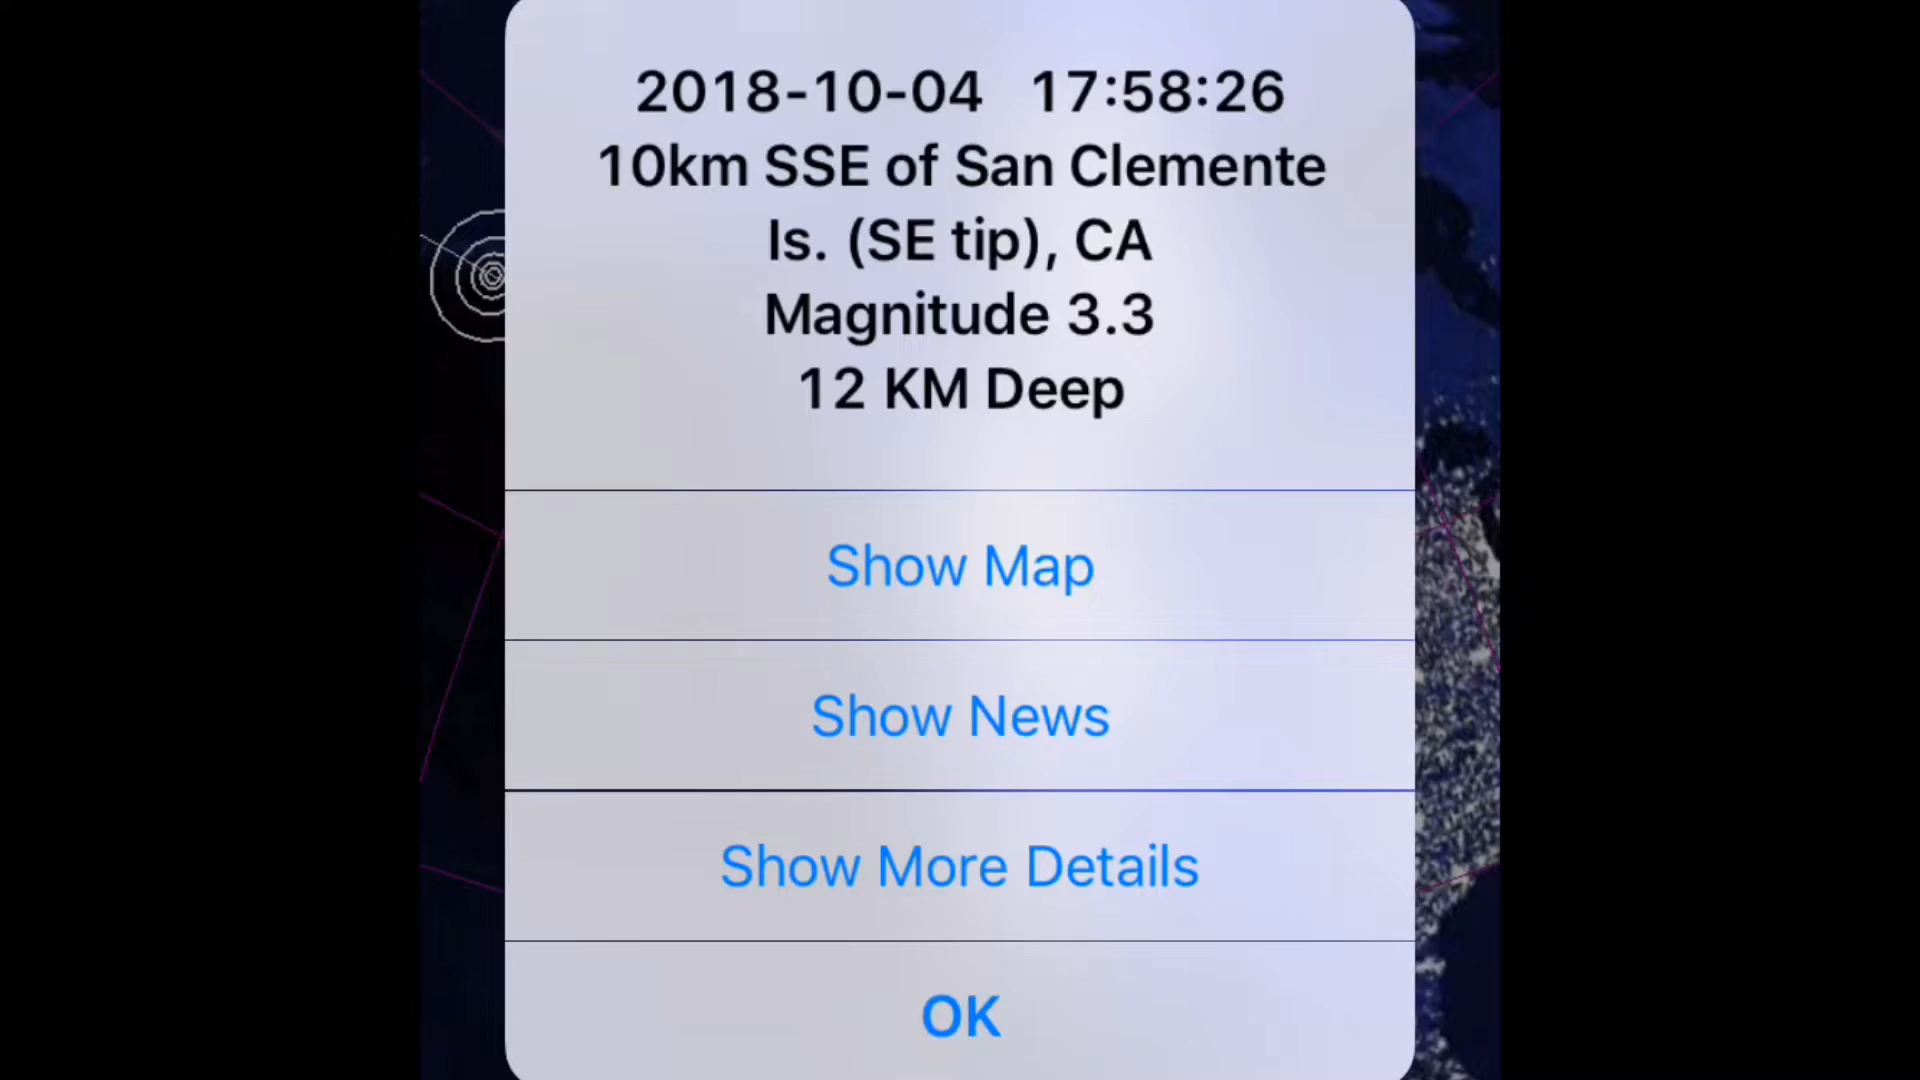 2018-10-04 17:58:26
10km SSE of San Clemente
Is. (SE tip), CA
Magnitude 3.3
12 KM Deep
Show Map
Show News
Show More Details
OK